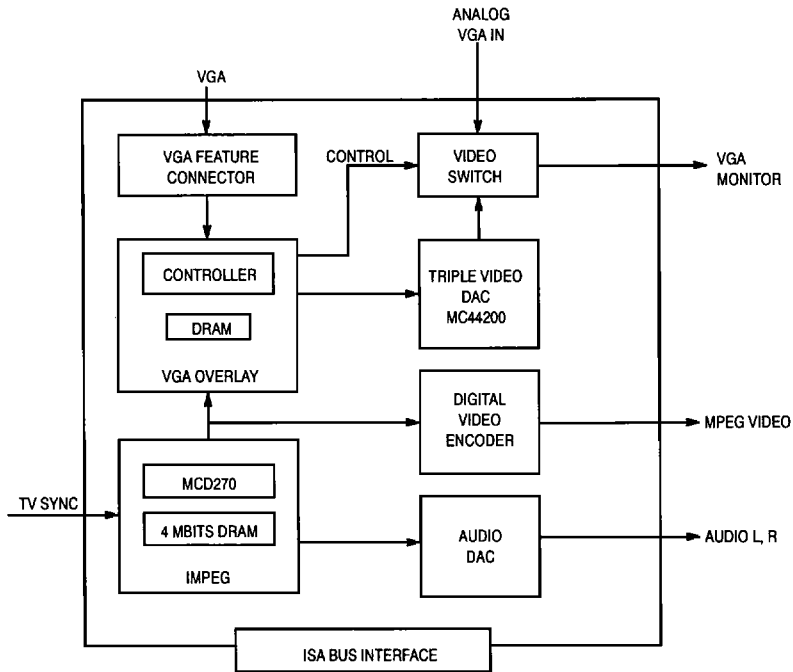 ANALOG
VGA IN
VGA
VGA FEATURE
CONNECTOR
CONTROL
VIDEO
SWITCH
VGA
MONITOR
CONTROLLER
DRAM
VGA OVERLAY
TRIPLE VIDEO
DAC
MC44200
DIGITAL
VIDEO
ENCODER
MPEG VIDEO
TV SYNC
MCD270
4 MBITS DRAM
IMPEG
AUDIO
DAC
AUDIO L, R
ISA BUS INTERFACE